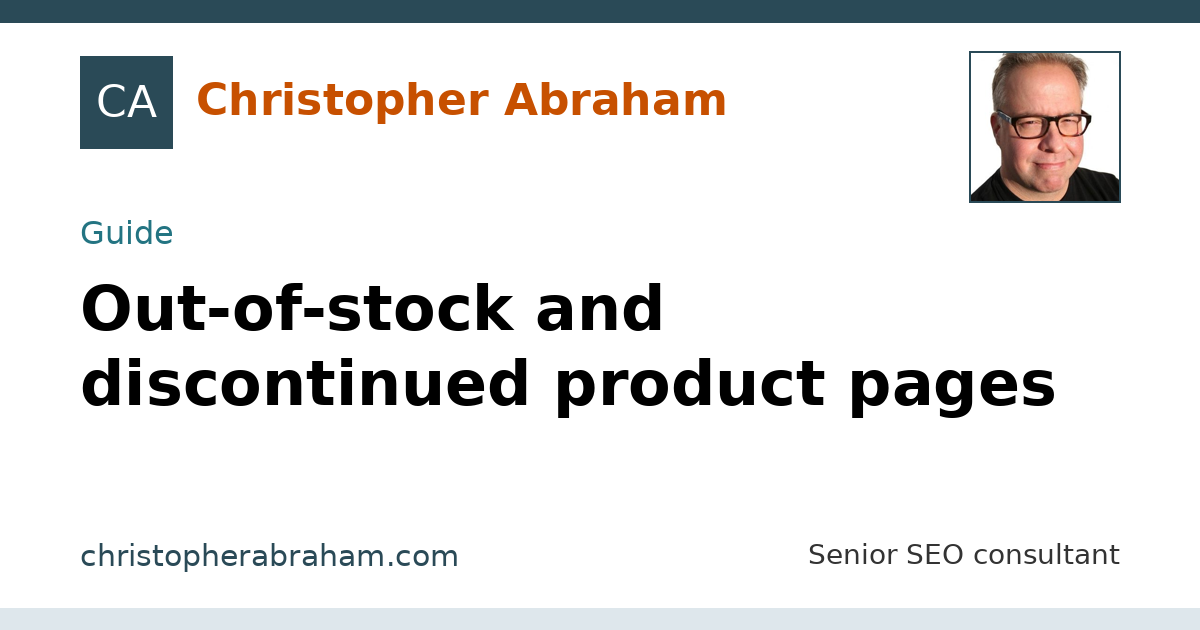 CA
Christopher Abraham
Guide
Out-of-stock and
discontinued product pages
christopherabraham.com
Senior SEO consultant